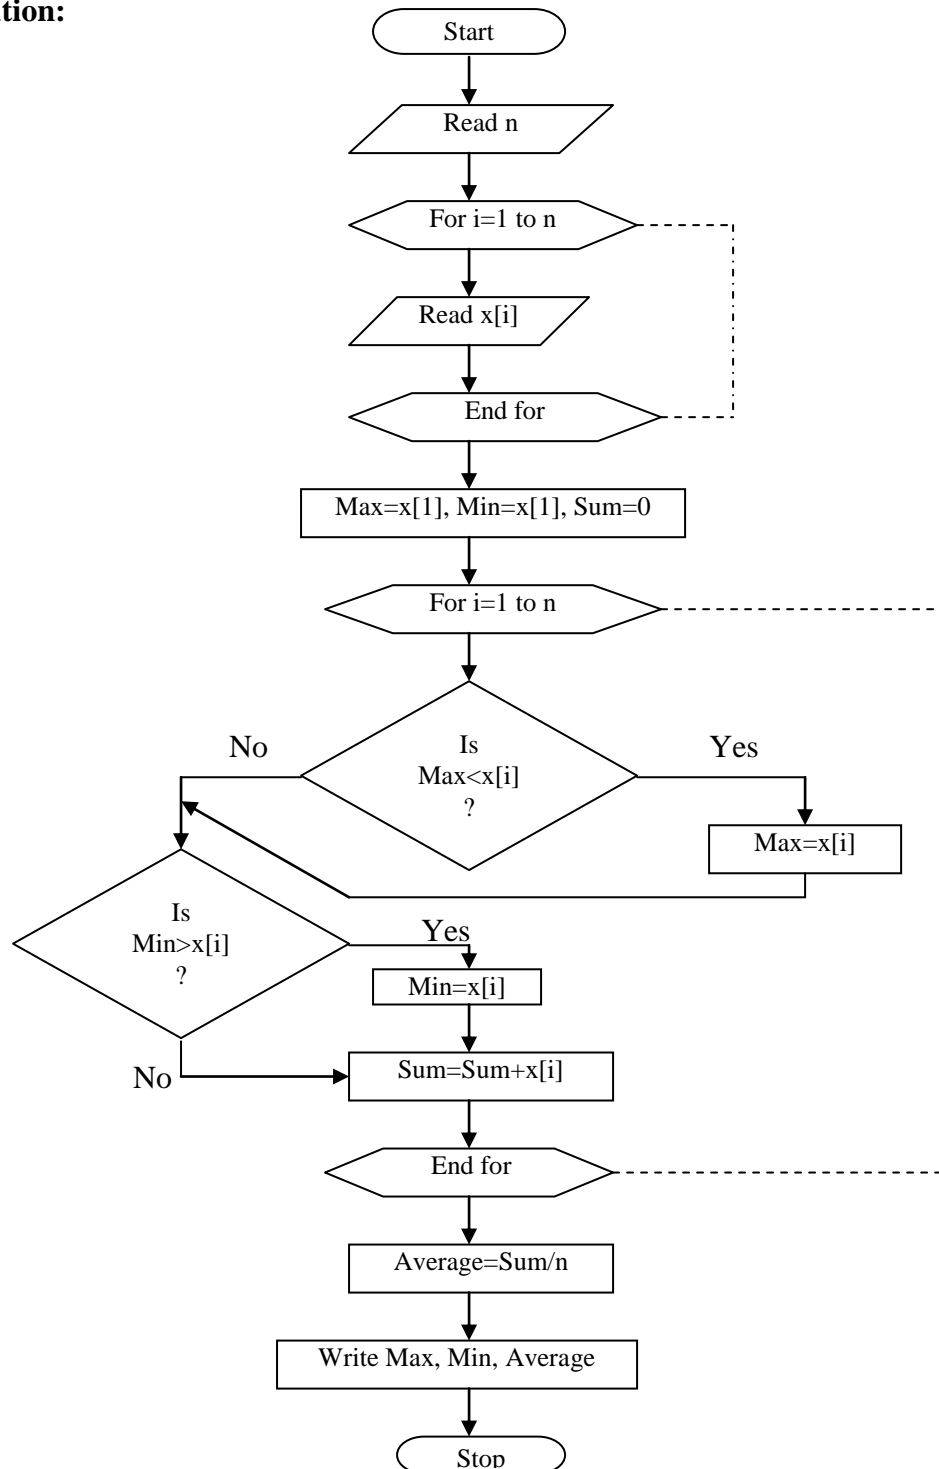 tion:
Start
Read n
For i=1 to n
Read x[i]
End for
Max=x[1], Min=x[1], Sum=0
For i=1 to n
No
Is
Max<x[i]
?
Yes
Max=x[i]
Is
Min>x[i]
?
Yes
Min=x[i]
No
Sum=Sum+x[i]
End for
Average=Sum/n
Write Max, Min, Average
Stop